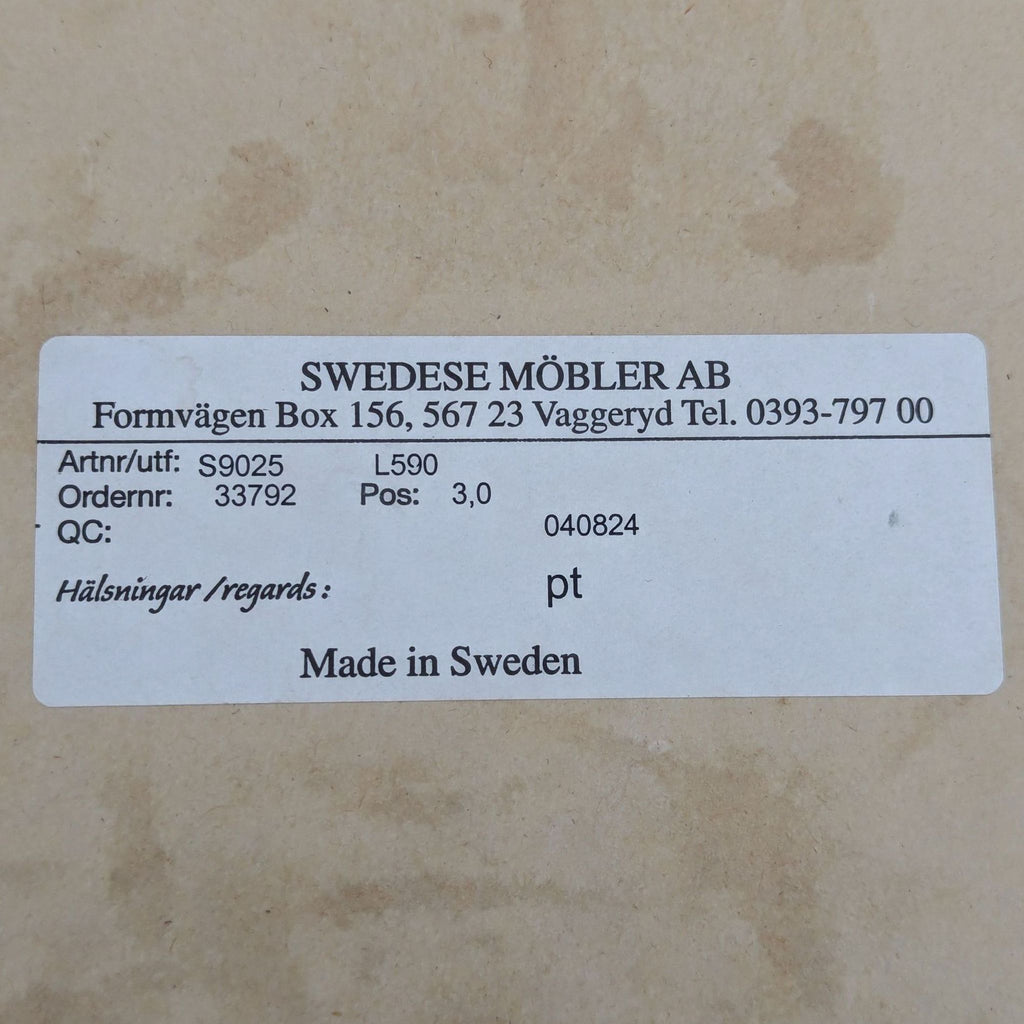 SWEDESE MÖBLER AB
Formvägen Box 156, 567 23 Vaggeryd Tel. 0393-797 00
Artnr/utf: S9025 L590
Ordernr: 33792 Pos: 3,0
QC: 040824
Hälsningar /regards: pt
Made in Sweden